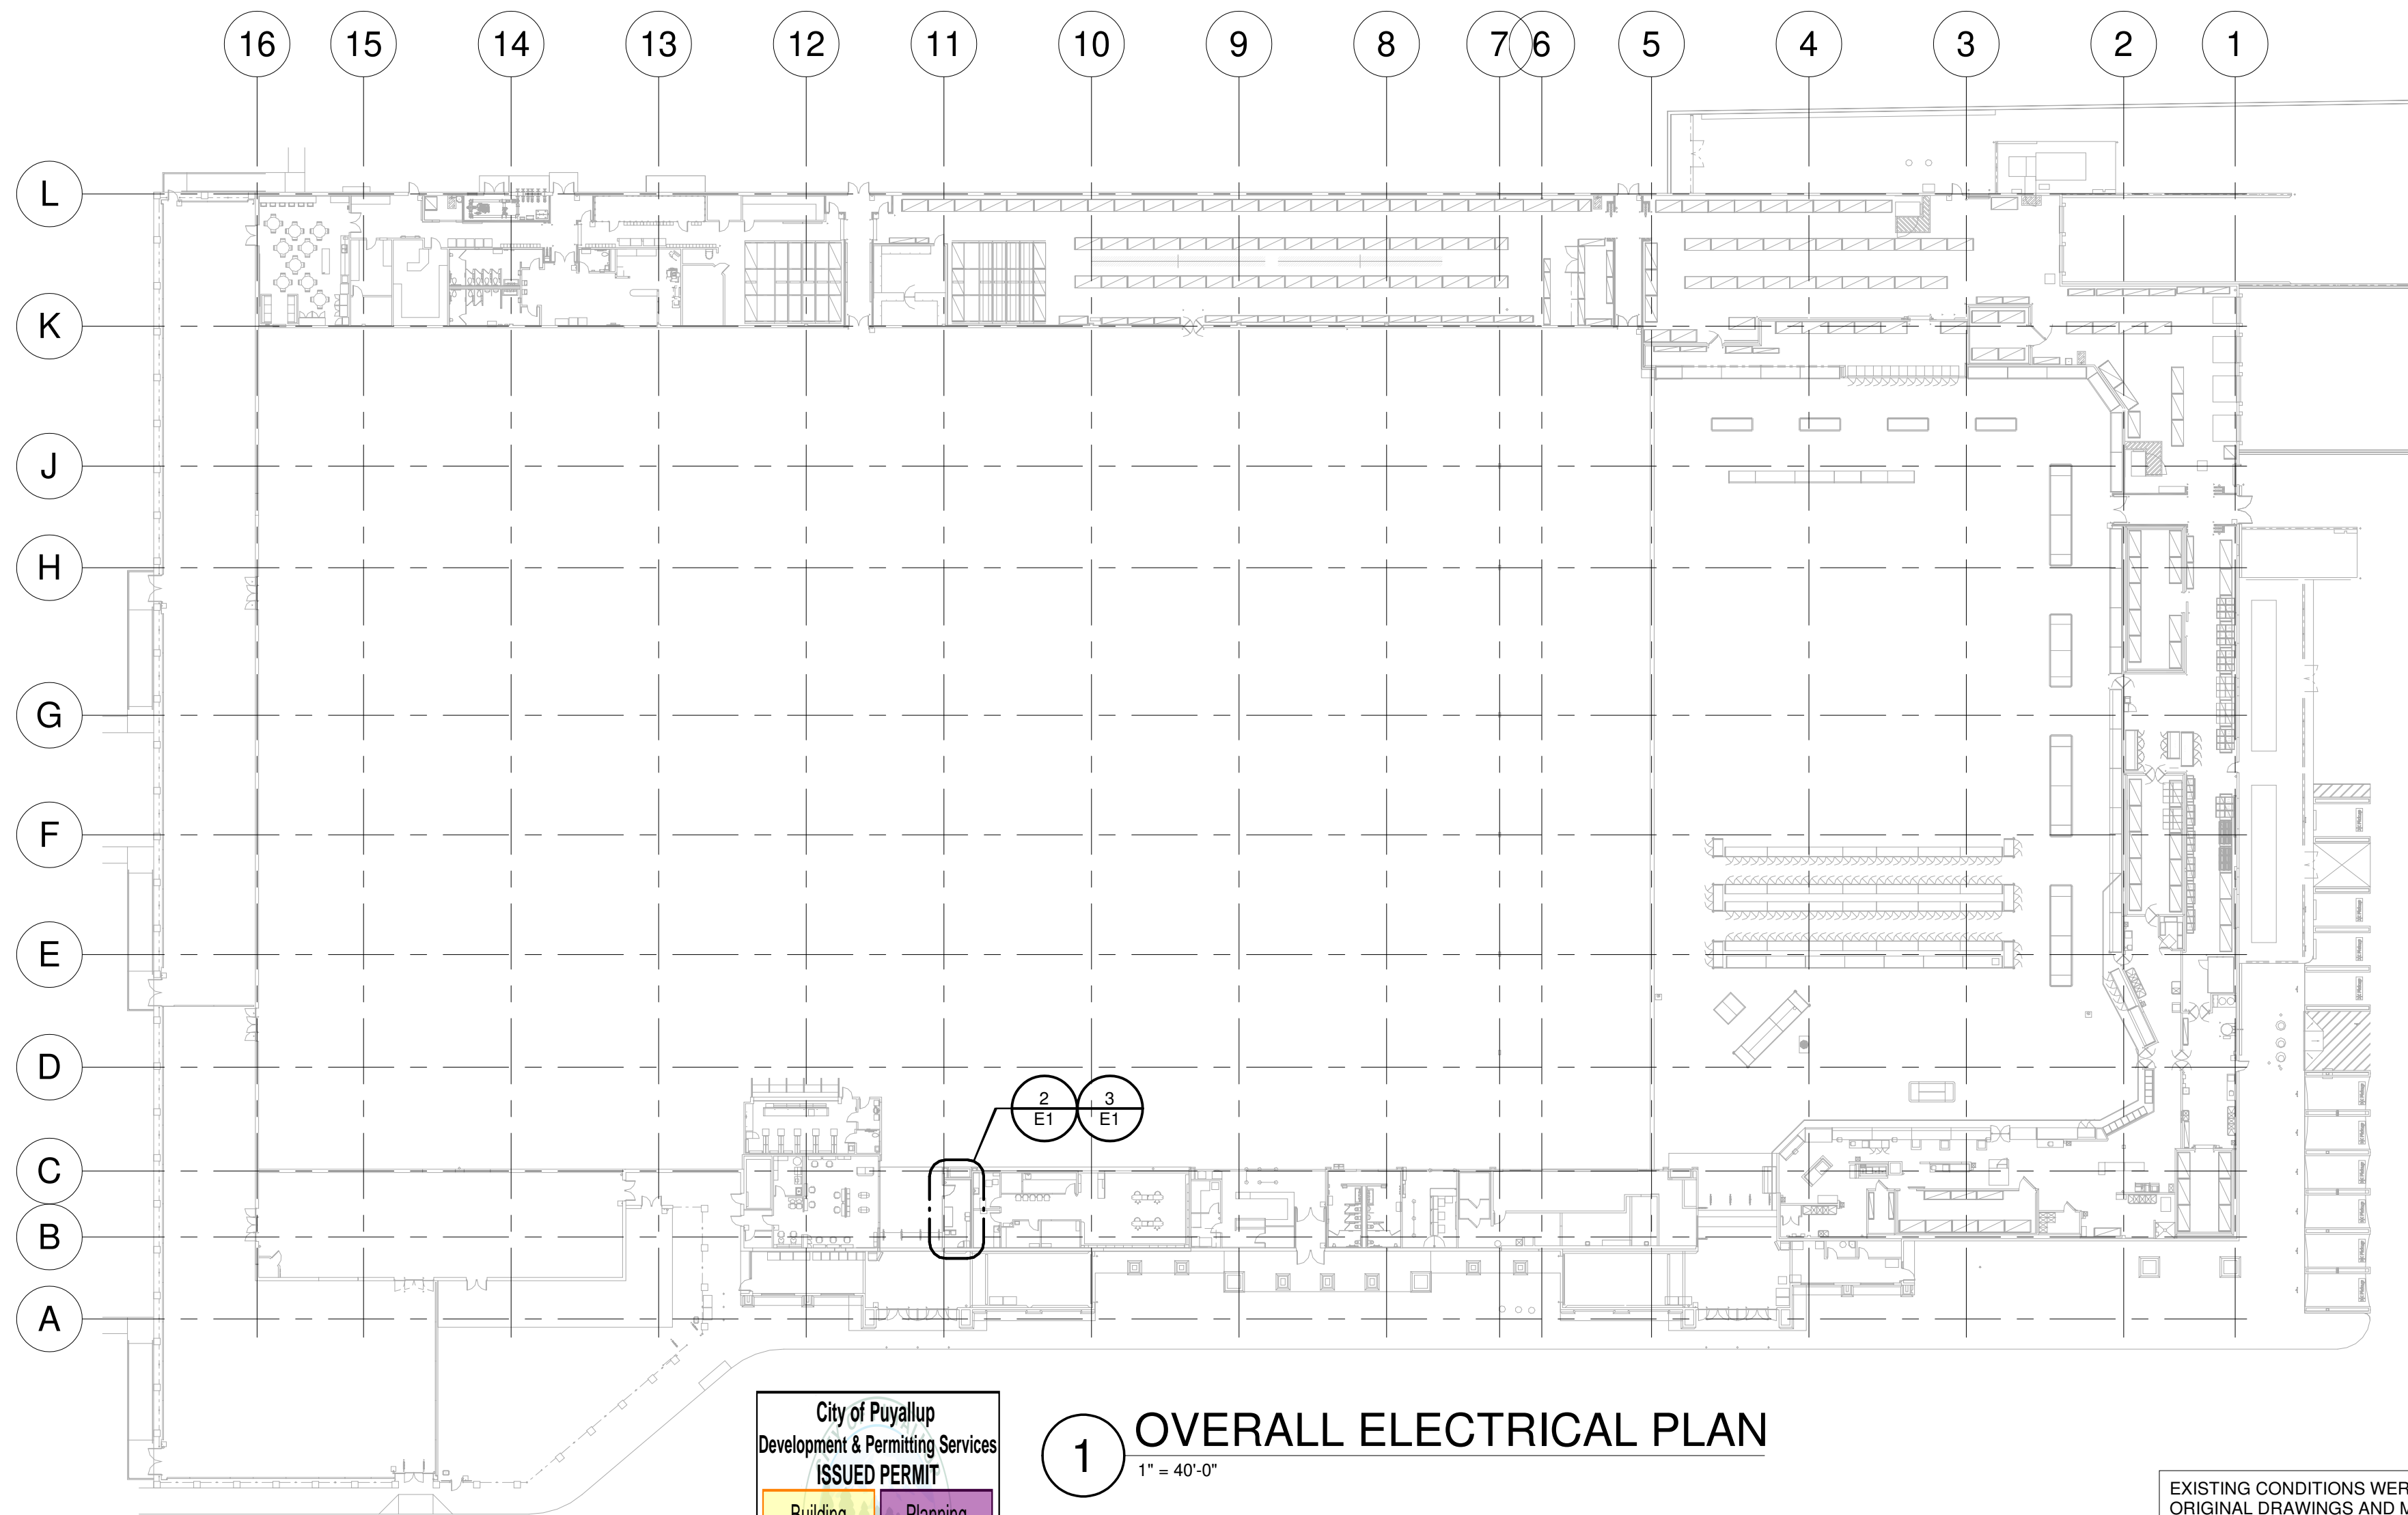 16 15 14 13 12 11 10 9 8 7 6 5 4 3 2 1
L
K
J
H
G
F
E
D
2 3
E1 E1
C
B
A
City of Puyallup
Development & Permitting Services
ISSUED PERMIT
Building Planning
1 OVERALL ELECTRICAL PLAN
1" = 40'-0"
EXISTING CONDITIONS WER
ORIGINAL DRAWINGS AND M